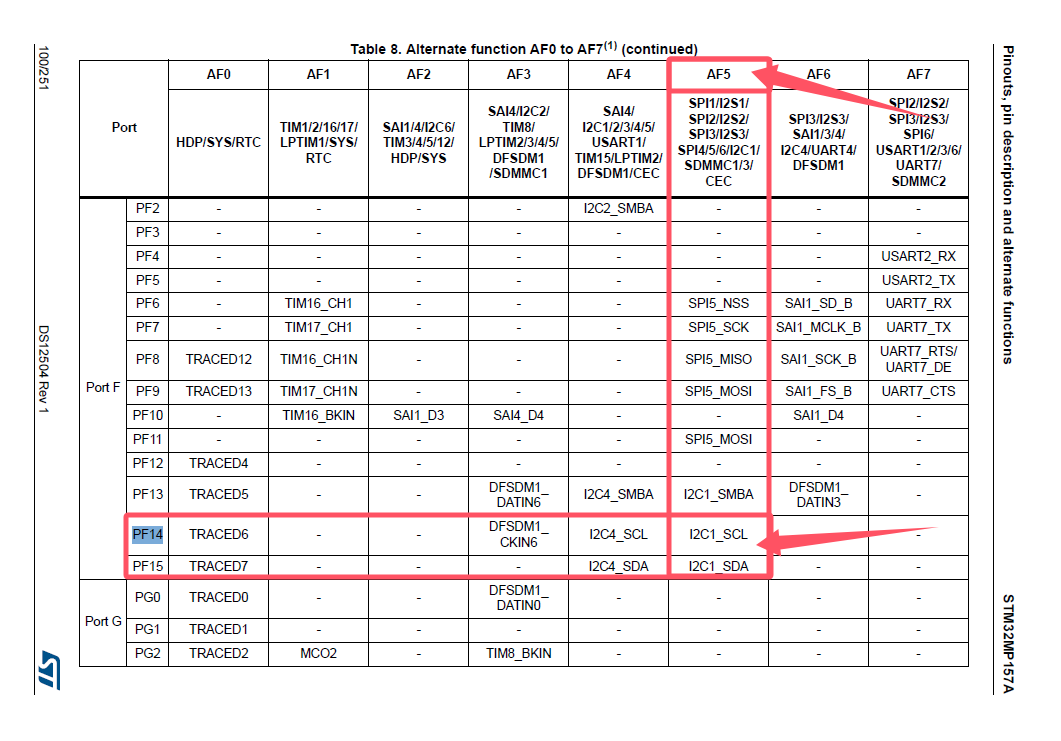 Table 8. Alternate function AF0 to AF7(1) (continued)
Port AF0 AF1 AF2 AF3 AF4 AF5 AF6 AF7
HDP/SYS/RTC
TIM1/2/16/17/
LPTIM1/SYS/
RTC
SAI1/4/I2C6/
TIM3/4/5/12/
HDP/SYS
SAI4/I2C2/
TIM8/
LPTIM2/3/4/5/
DFSDM1
/SDMMC1
SAI4/
I2C1/2/3/4/5/
USART1/
TIM15/LPTIM2/
DFSDM1/CEC
SPI1/I2S1/
SPI2/I2S2/
SPI3/I2S3/
SPI4/5/6/I2C1/
SDMMC1/3/
CEC
SPI3/I2S3/
SAI1/3/4/
I2C4/UART4/
DFSDM1
SPI2/I2S2/
SPI3/I2S3/
SPI6/
USART1/2/3/6/
UART7/
SDMMC2
Port F
PF2 - - - - I2C2_SMBA - - -
PF3 - - - - - - - -
PF4 - - - - - - - USART2_RX
PF5 - - - - - - - USART2_TX
PF6 - TIM16_CH1 - - - SPI5_NSS SAI1_SD_B UART7_RX
PF7 - TIM17_CH1 - - - SPI5_SCK SAI1_MCLK_B UART7_TX
PF8 TRACED12 TIM16_CH1N - - - SPI5_MISO SAI1_SCK_B UART7_RTS/
UART7_DE
PF9 TRACED13 TIM17_CH1N - - - SPI5_MOSI SAI1_FS_B UART7_CTS
PF10 - TIM16_BKIN SAI1_D3 SAI4_D4 - - SAI1_D4 -
PF11 - - - - - SPI5_MOSI - -
PF12 TRACED4 - - - - - - -
PF13 TRACED5 - - DFSDM1_
DATIN6 I2C4_SMBA I2C1_SMBA DFSDM1_
DATIN3 -
PF14 TRACED6 - - DFSDM1_
CKIN6 I2C4_SCL I2C1_SCL - -
PF15 TRACED7 - - - I2C4_SDA I2C1_SDA - -
Port G
PG0 TRACED0 - - DFSDM1_
DATIN0 - - - -
PG1 TRACED1 - - - - - - -
PG2 TRACED2 MCO2 - TIM8_BKIN - - - -
100/251
DS12504 Rev 1
ST
Pinouts, pin description and alternate functions
STM32MP157A